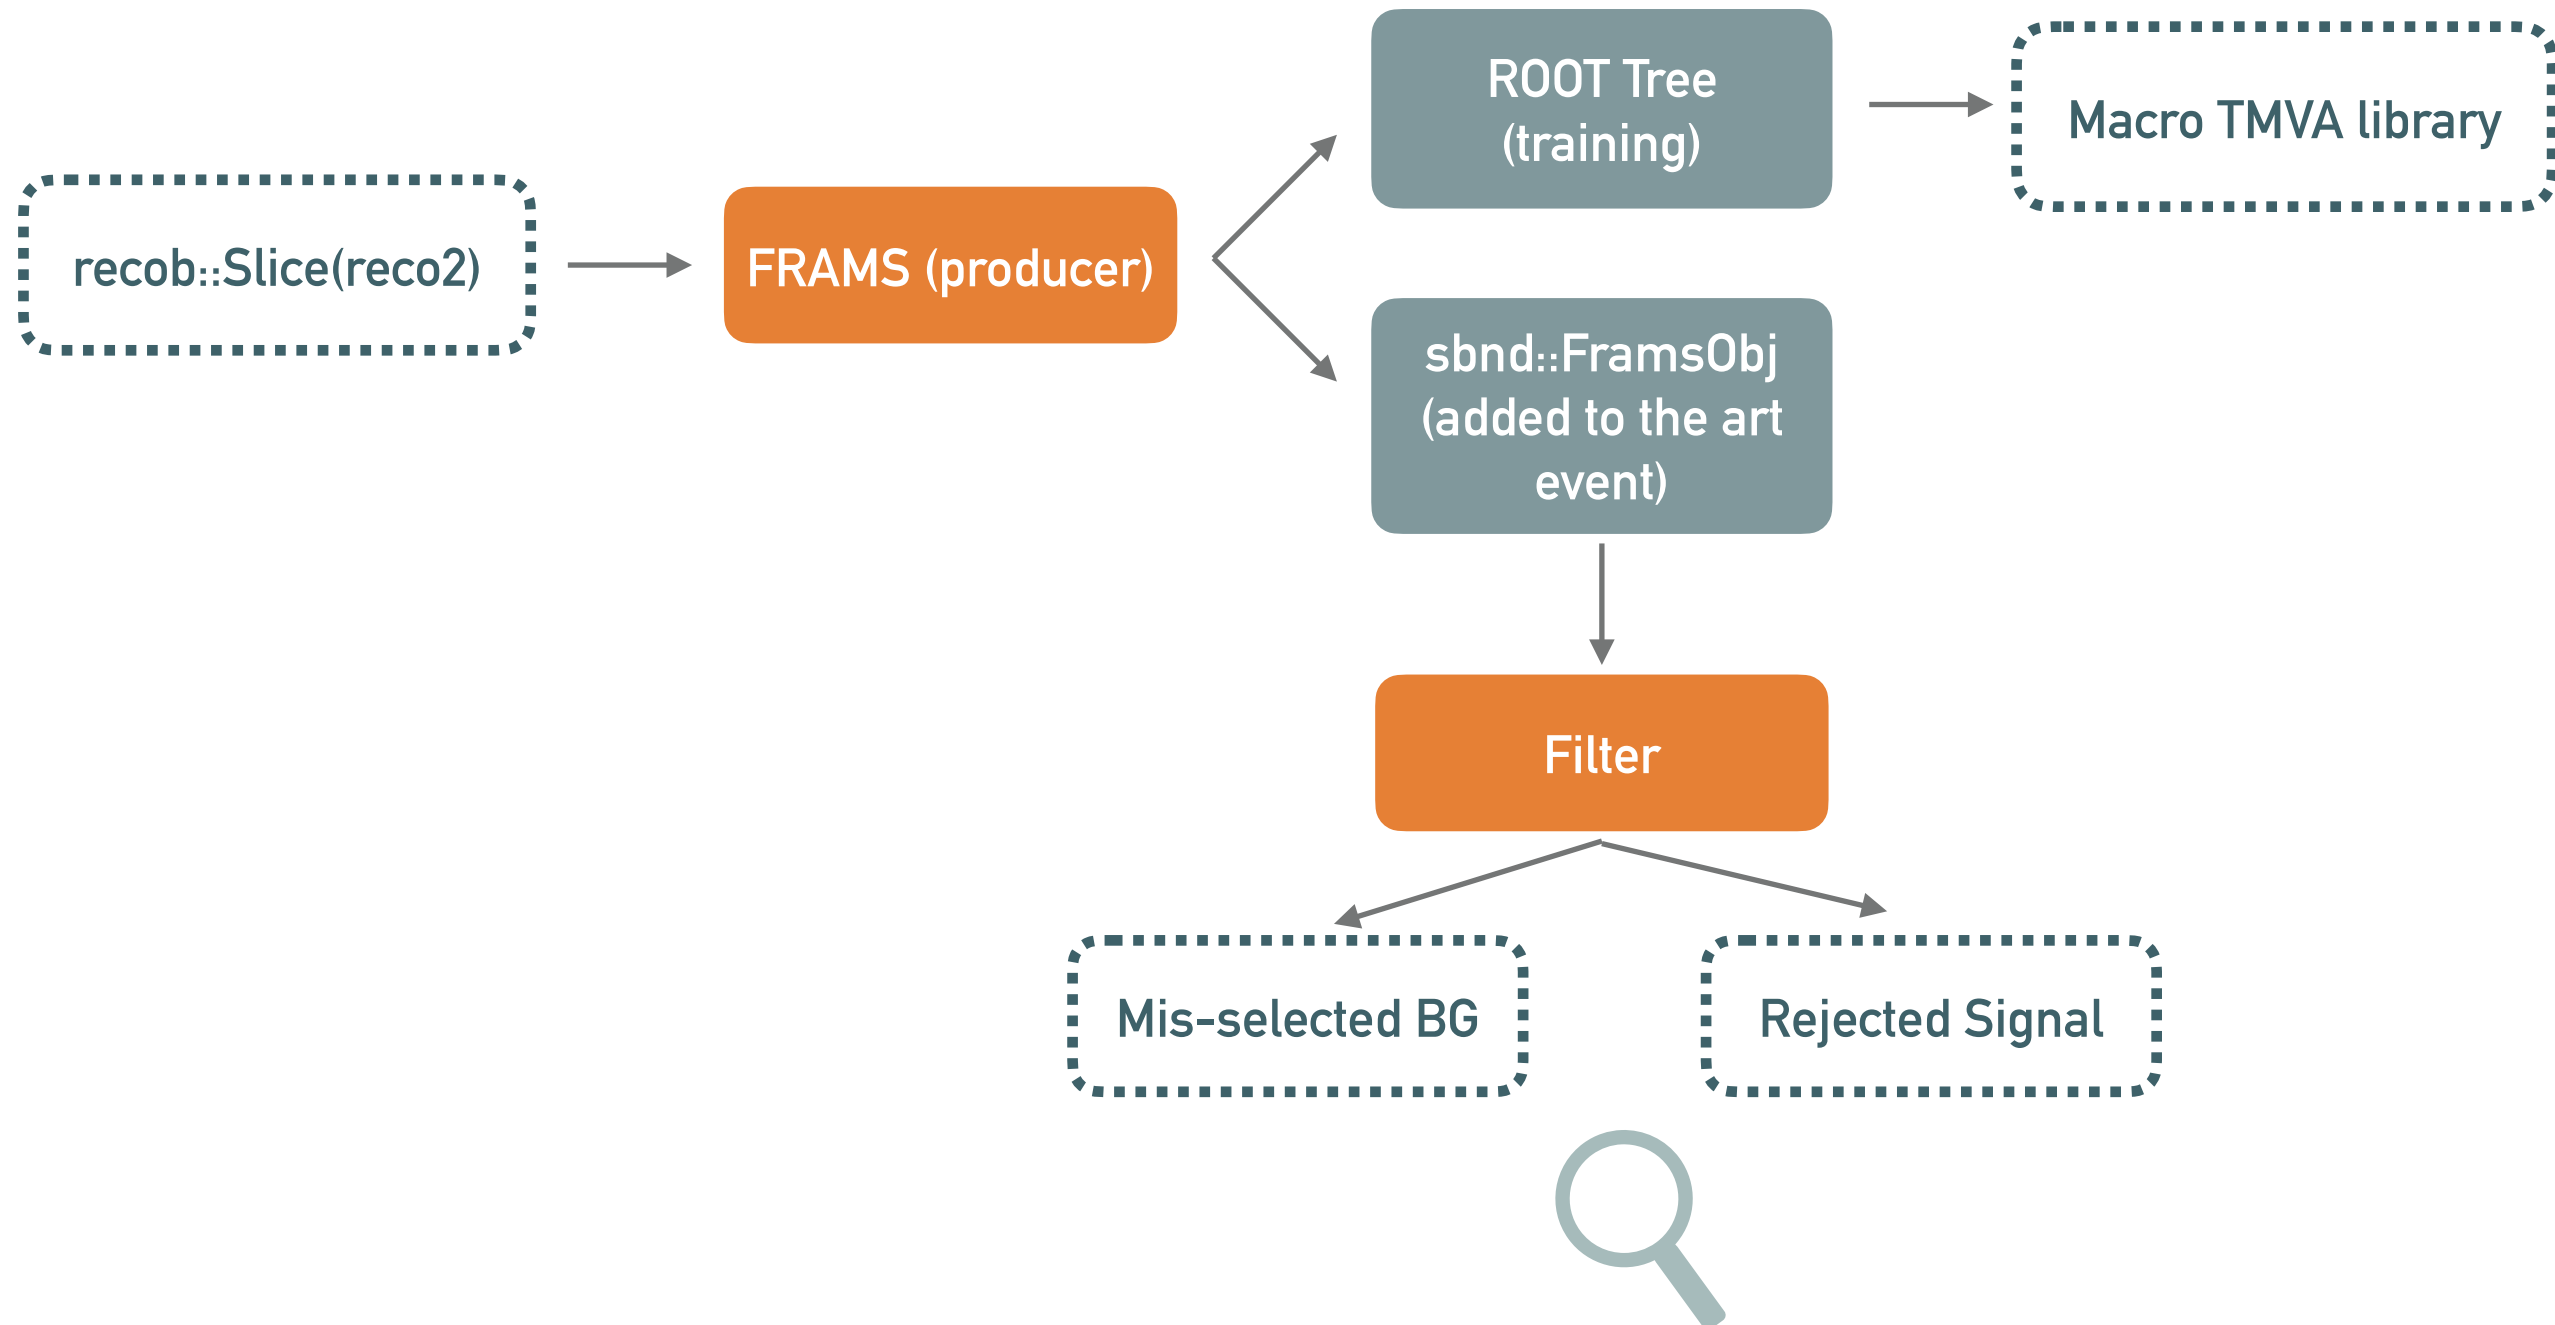 recob::Slice(reco2)
FRAMS (producer)
ROOT Tree
(training)
Macro TMVA library
sbnd::FramsObj
(added to the art
event)
Filter
Mis-selected BG
Rejected Signal